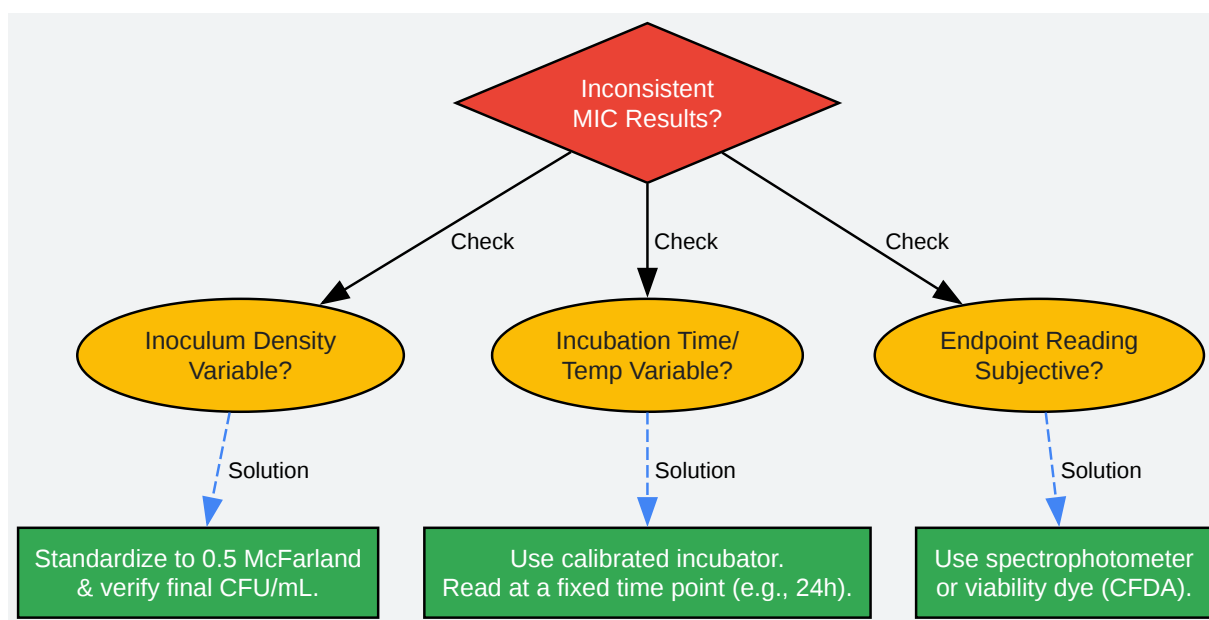 Inconsistent
MIC Results?
Check
Check
Check
Inoculum Density
Variable?
Incubation Time/
Temp Variable?
Endpoint Reading
Subjective?
Solution
Solution
Solution
Standardize to 0.5 McFarland
& verify final CFU/mL.
Use calibrated incubator.
Read at a fixed time point (e.g., 24h).
Use spectrophotometer
or viability dye (CFDA).